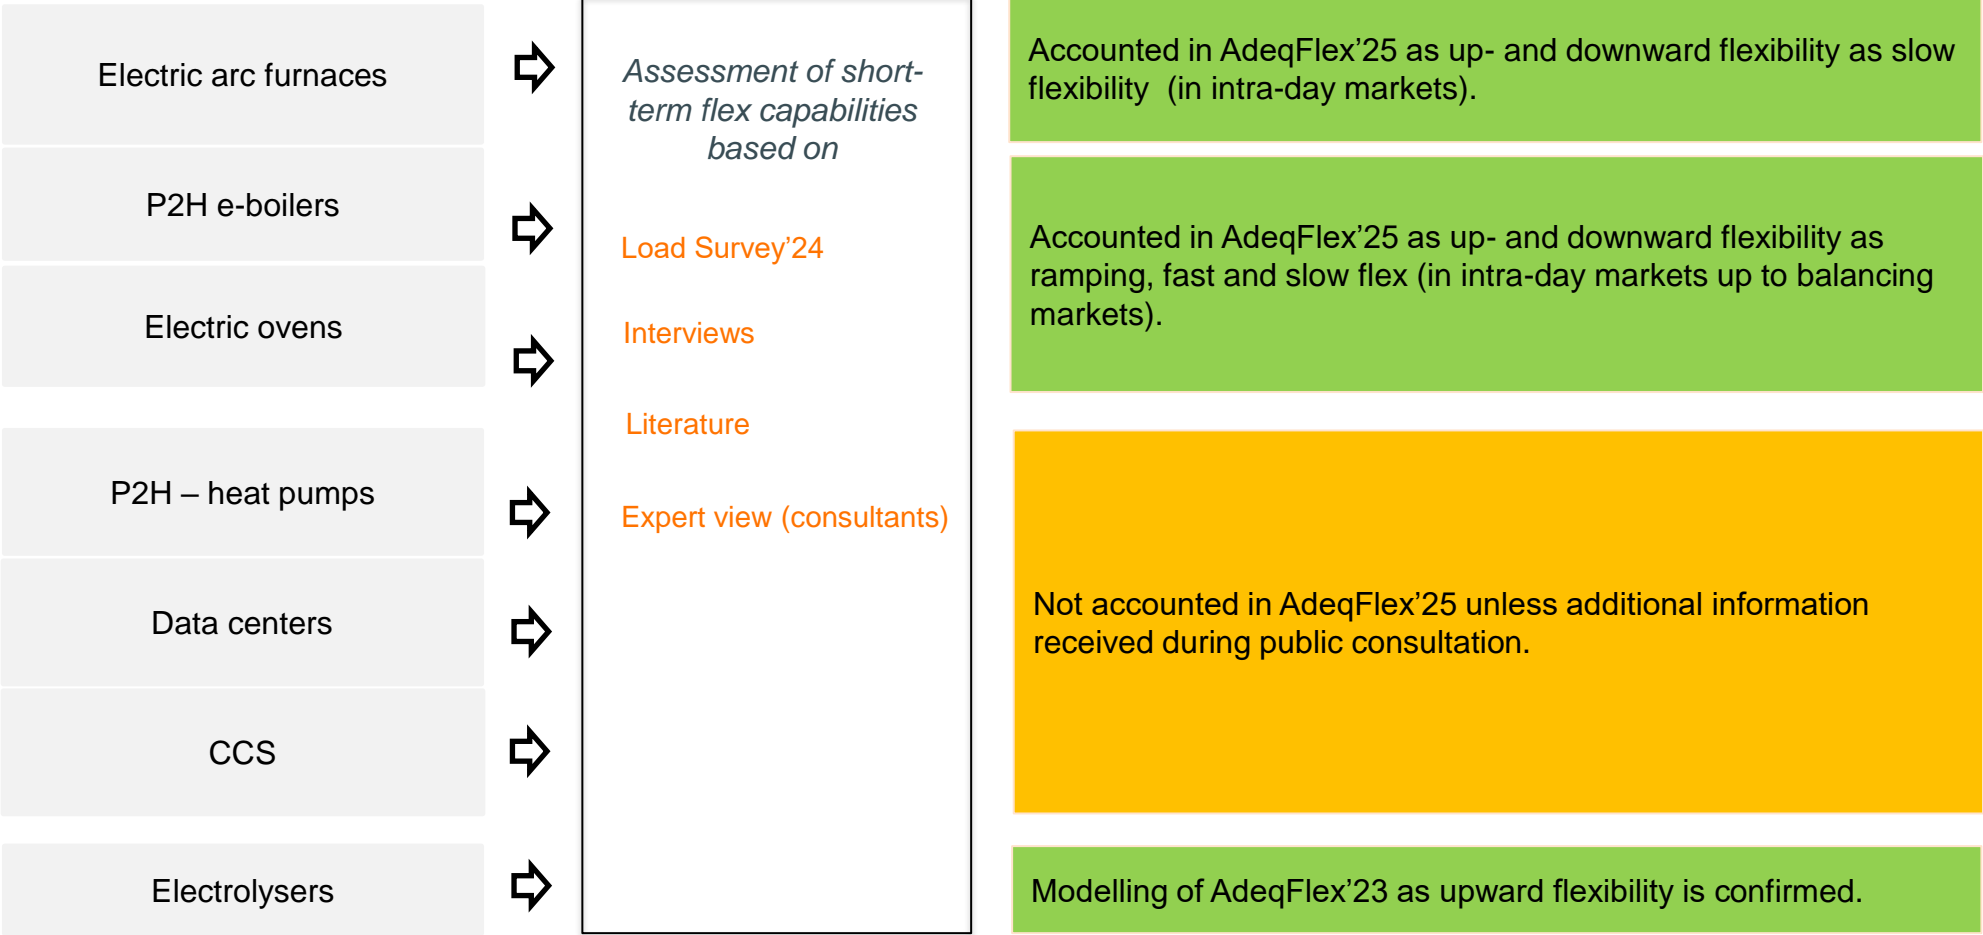 Electric arc furnaces
P2H e-boilers
Electric ovens
P2H – heat pumps
Data centers
CCS
Electrolysers
Assessment of short-
term flex capabilities
based on
Load Survey’24
Interviews
Literature
Expert view (consultants)
Accounted in AdeqFlex’25 as up- and downward flexibility as slow
flexibility  (in intra-day markets).
Accounted in AdeqFlex’25 as up- and downward flexibility as
ramping, fast and slow flex (in intra-day markets up to balancing
markets).
Not accounted in AdeqFlex’25 unless additional information
received during public consultation.
Modelling of AdeqFlex’23 as upward flexibility is confirmed.